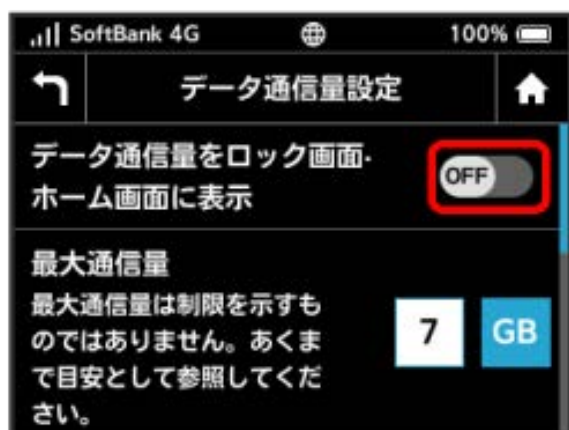 SoftBank 4G 100%
データ通信量設定
データ通信量をロック画面・
ホーム画面に表示
OFF
最大通信量
最大通信量は制限を示すも
のではありません。あくま
で目安として参照してくだ
さい。
7 GB